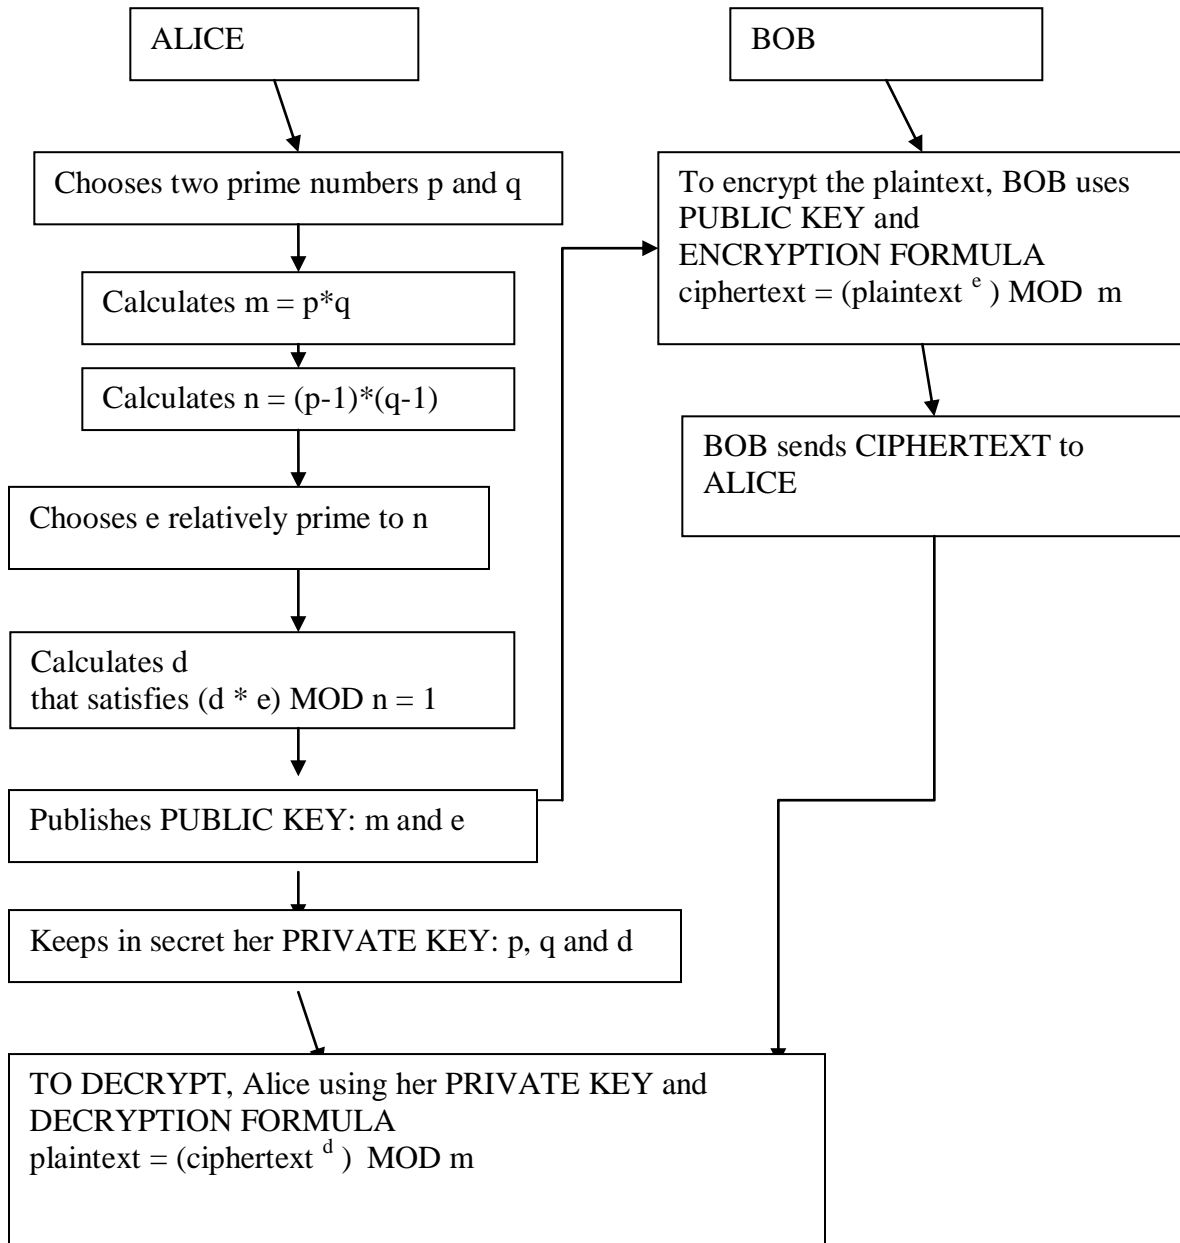 ALICE
Chooses two prime numbers p and q
Calculates m = p*q
Calculates n = (p-1)*(q-1)
Chooses e relatively prime to n
Calculates d
that satisfies (d * e) MOD n = 1
Publishes PUBLIC KEY: m and e
Keeps in secret her PRIVATE KEY: p, q and d
BOB
To encrypt the plaintext, BOB uses
PUBLIC KEY and
ENCRYPTION FORMULA
ciphertext = (plaintext e ) MOD m
BOB sends CIPHERTEXT to
ALICE
TO DECRYPT, Alice using her PRIVATE KEY and
DECRYPTION FORMULA
plaintext = (ciphertext d ) MOD m